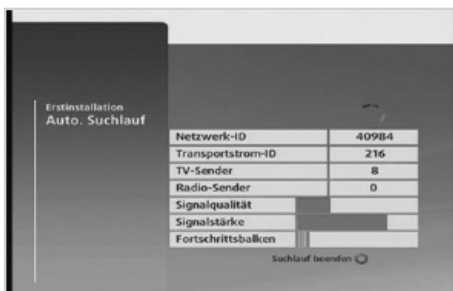 Erstinstallation
Auto. Suchlauf
Netzwerk-ID 40984
Transportstrom-ID 216
TV-Sender 8
Radio-Sender 0
Signalqualität
Signalstärke
Fortschrittsbalken
Suchlauf beenden